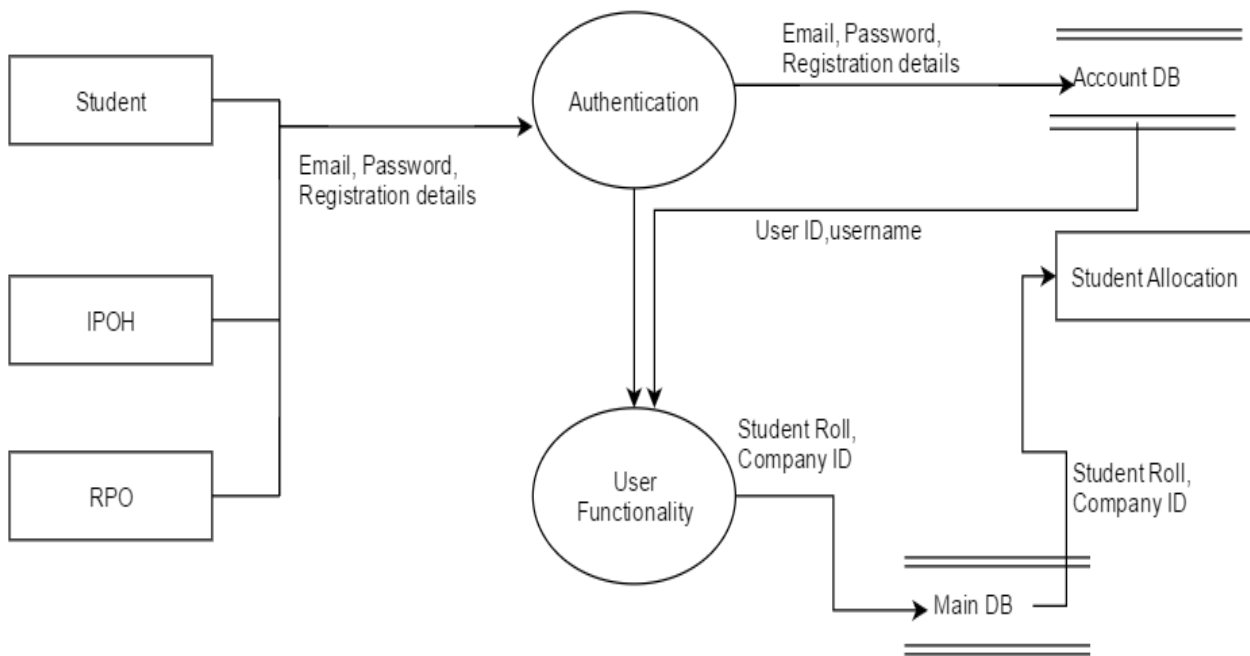 Student
IPOH
RPO
Email, Password,
Registration details
Authentication
Email, Password,
Registration details
Account DB
User ID,username
Student Allocation
User
Functionality
Student Roll,
Company ID
Main DB
Student Roll,
Company ID